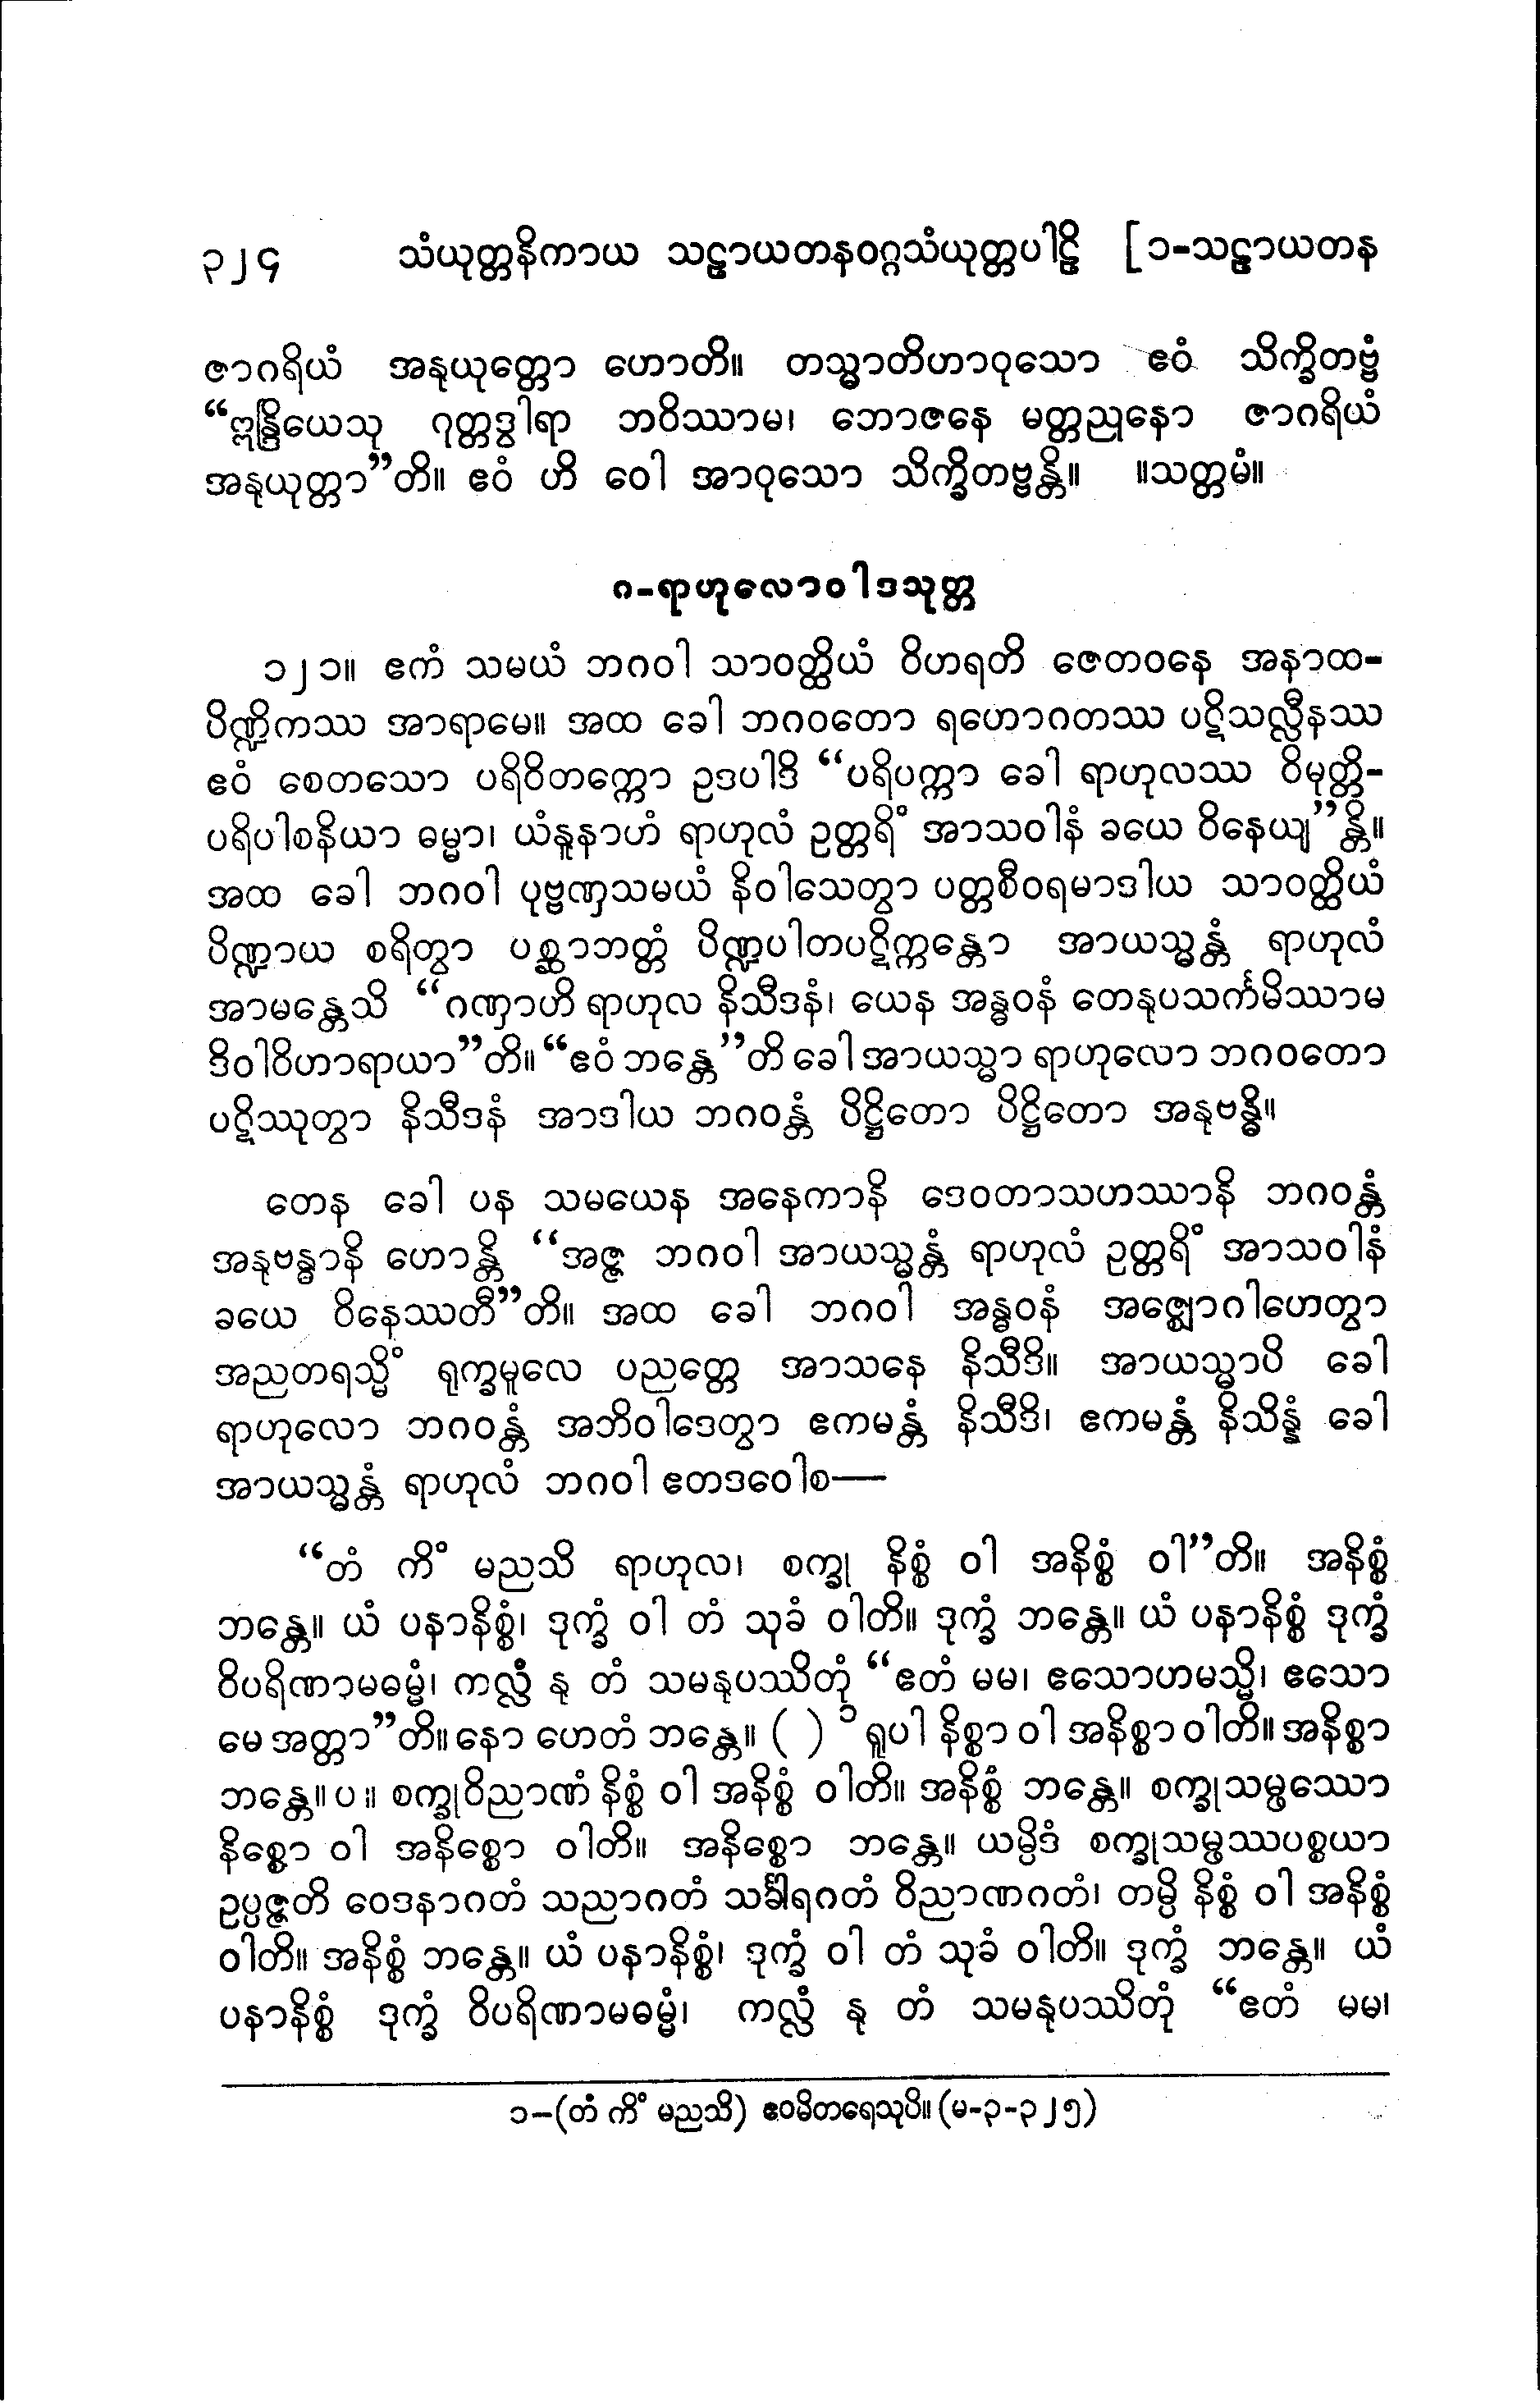 ၃၂၄ သံယုတ္တနိကာယ သဠာယတနဝဂ္ဂသံယုတ္တပါဠိ [၁-သဠာယတန
ဇာဂရိယံ အနုယုတ္တော ဟောတိ။ တသ္မာတိဟာဝုသော ဧဝံ သိက္ခိတဗ္ဗံ
“ဣန္ဒြိယေသု ဂုတ္တဒွါရာ ဘဝိဿာမ၊ ဘောဇနေ မတ္တညုနော ဇာဂရိယံ
အနုယုတ္တာ”တိ။ ဧဝံ ဟိ ဝေါ အာဝုသော သိက္ခိတဗ္ဗန္တိ။ ။သတ္တမံ။
ဂ-ရာဟုလောဝါဒသုတ္တ
၁၂၁။ ဧကံ သမယံ ဘဂဝါ သာဝတ္ထိယံ ဝိဟရတိ ဇေတဝနေ အနာထ-
ပိဏ္ဍိကဿ အာရာမေ။ အထ ခေါ ဘဂဝတော ရဟောဂတဿ ပဋိသလ္လီနဿ
ဧဝံ စေတသော ပရိဝိတက္ကော ဥဒပါဒိ “ပရိပက္ကာ ခေါ ရာဟုလဿ ဝိမုတ္တိ-
ပရိပါစနိယာ ဓမ္မာ၊ ယံနူနာဟံ ရာဟုလံ ဥတ္တရိံ အာသဝါနံ ခယေ ဝိနေယျ”န္တိ။
အထ ခေါ ဘဂဝါ ပုဗ္ဗဏှသမယံ နိဝါသေတွာ ပတ္တစီဝရမာဒါယ သာဝတ္ထိယံ
ပိဏ္ဍာယ စရိတွာ ပစ္ဆာဘတ္တံ ပိဏ္ဍပါတပဋိက္ကန္တော အာယသ္မန္တံ ရာဟုလံ
အာမန္တေသိ “ဂဏှာဟိ ရာဟုလ နိသီဒနံ၊ ယေန အန္ဓဝနံ တေနုပသင်္ကမိဿာမ
ဒိဝါဝိဟာရာယာ”တိ။ “ဧဝံ ဘန္တေ”တိ ခေါ အာယသ္မာ ရာဟုလော ဘဂဝတော
ပဋိဿုတွာ နိသီဒနံ အာဒါယ ဘဂဝန္တံ ပိဋ္ဌိတော ပိဋ္ဌိတော အနုဗန္ဓိ။
တေန ခေါ ပန သမယေန အနေကာနိ ဒေဝတာသဟဿာနိ ဘဂဝန္တံ
အနုဗန္ဓာနိ ဟောန္တိ “အဇ္ဇ ဘဂဝါ အာယသ္မန္တံ ရာဟုလံ ဥတ္တရိံ အာသဝါနံ
ခယေ ဝိနေဿတီ”တိ။ အထ ခေါ ဘဂဝါ အန္ဓဝနံ အဇ္ဈောဂါဟေတွာ
အညတရသ္မိံ ရုက္ခမူလေ ပညတ္တေ အာသနေ နိသီဒိ။ အာယသ္မာပိ ခေါ
ရာဟုလော ဘဂဝန္တံ အဘိဝါဒေတွာ ဧကမန္တံ နိသီဒိ၊ ဧကမန္တံ နိသိန္နံ ခေါ
အာယသ္မန္တံ ရာဟုလံ ဘဂဝါ ဧတဒဝေါစ—
“တံ ကိံ မညသိ ရာဟုလ၊ စက္ခု နိစ္စံ ဝါ အနိစ္စံ ဝါ”တိ။ အနိစ္စံ
ဘန္တေ။ ယံ ပနာနိစ္စံ၊ ဒုက္ခံ ဝါ တံ သုခံ ဝါတိ။ ဒုက္ခံ ဘန္တေ။ ယံ ပနာနိစ္စံ ဒုက္ခံ
ဝိပရိဏာမဓမ္မံ၊ ကလ္လံ နု တံ သမနုပဿိတုံ “ဧတံ မမ၊ ဧသောဟမသ္မိ၊ ဧသော
မေ အတ္တာ”တိ။ နော ဟေတံ ဘန္တေ။ ( ) ၁ ရူပါ နိစ္စာ ဝါ အနိစ္စာ ဝါတိ။ အနိစ္စာ
ဘန္တေ။ ပ ။ စက္ခုဝိညာဏံ နိစ္စံ ဝါ အနိစ္စံ ဝါတိ။ အနိစ္စံ ဘန္တေ။ စက္ခုသမ္ဖဿော
နိစ္စော ဝါ အနိစ္စော ဝါတိ။ အနိစ္စော ဘန္တေ။ ယမ္ပိဒံ စက္ခုသမ္ဖဿပစ္စယာ
ဥပ္ပဇ္ဇတိ ဝေဒနာဂတံ သညာဂတံ သင်္ခါရဂတံ ဝိညာဏဂတံ၊ တမ္ပိ နိစ္စံ ဝါ အနိစ္စံ
ဝါတိ။ အနိစ္စံ ဘန္တေ။ ယံ ပနာနိစ္စံ၊ ဒုက္ခံ ဝါ တံ သုခံ ဝါတိ။ ဒုက္ခံ ဘန္တေ။ ယံ
ပနာနိစ္စံ ဒုက္ခံ ဝိပရိဏာမဓမ္မံ၊ ကလ္လံ နု တံ သမနုပဿိတုံ “ဧတံ မမ၊
၁-(တံ ကိံ မညသိ) ဧဝမိတရေသုပိ။ (မ-၃-၃၂၅)